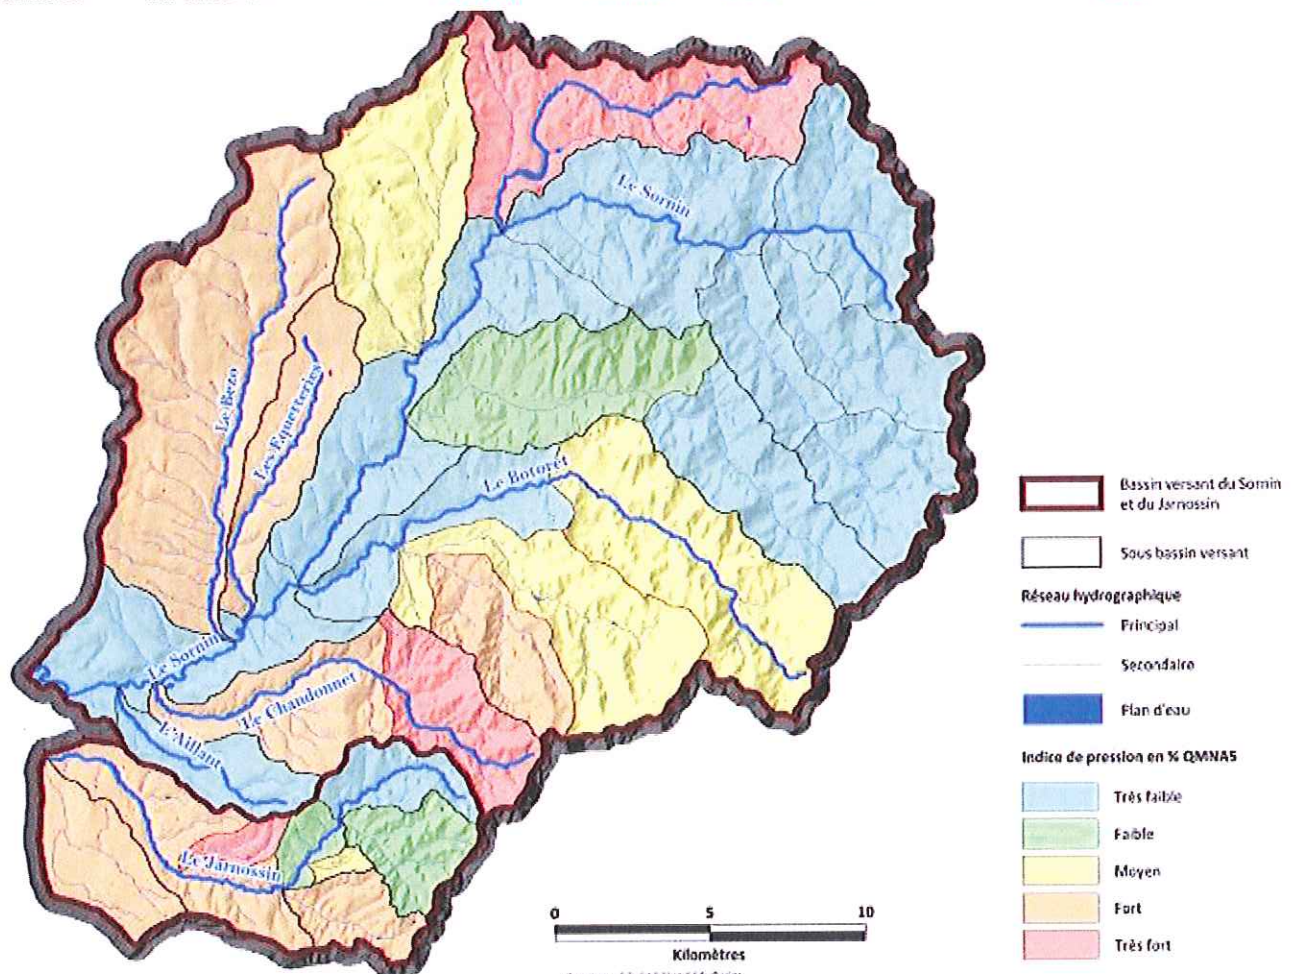 Le Sornin
Le Bezo
Les Equetteries
Le Botoret
Le Sornin
Le Chandonnet
L'Aillant
Le Jarnossin
Bassin versant du Sornin
et du Jarnossin
Sous bassin versant
Réseau hydrographique
Principal
Secondaire
Plan d'eau
Indice de pression en % QMNA5
Très faible
Faible
Moyen
Fort
Très fort
0 5 10
Kilomètres